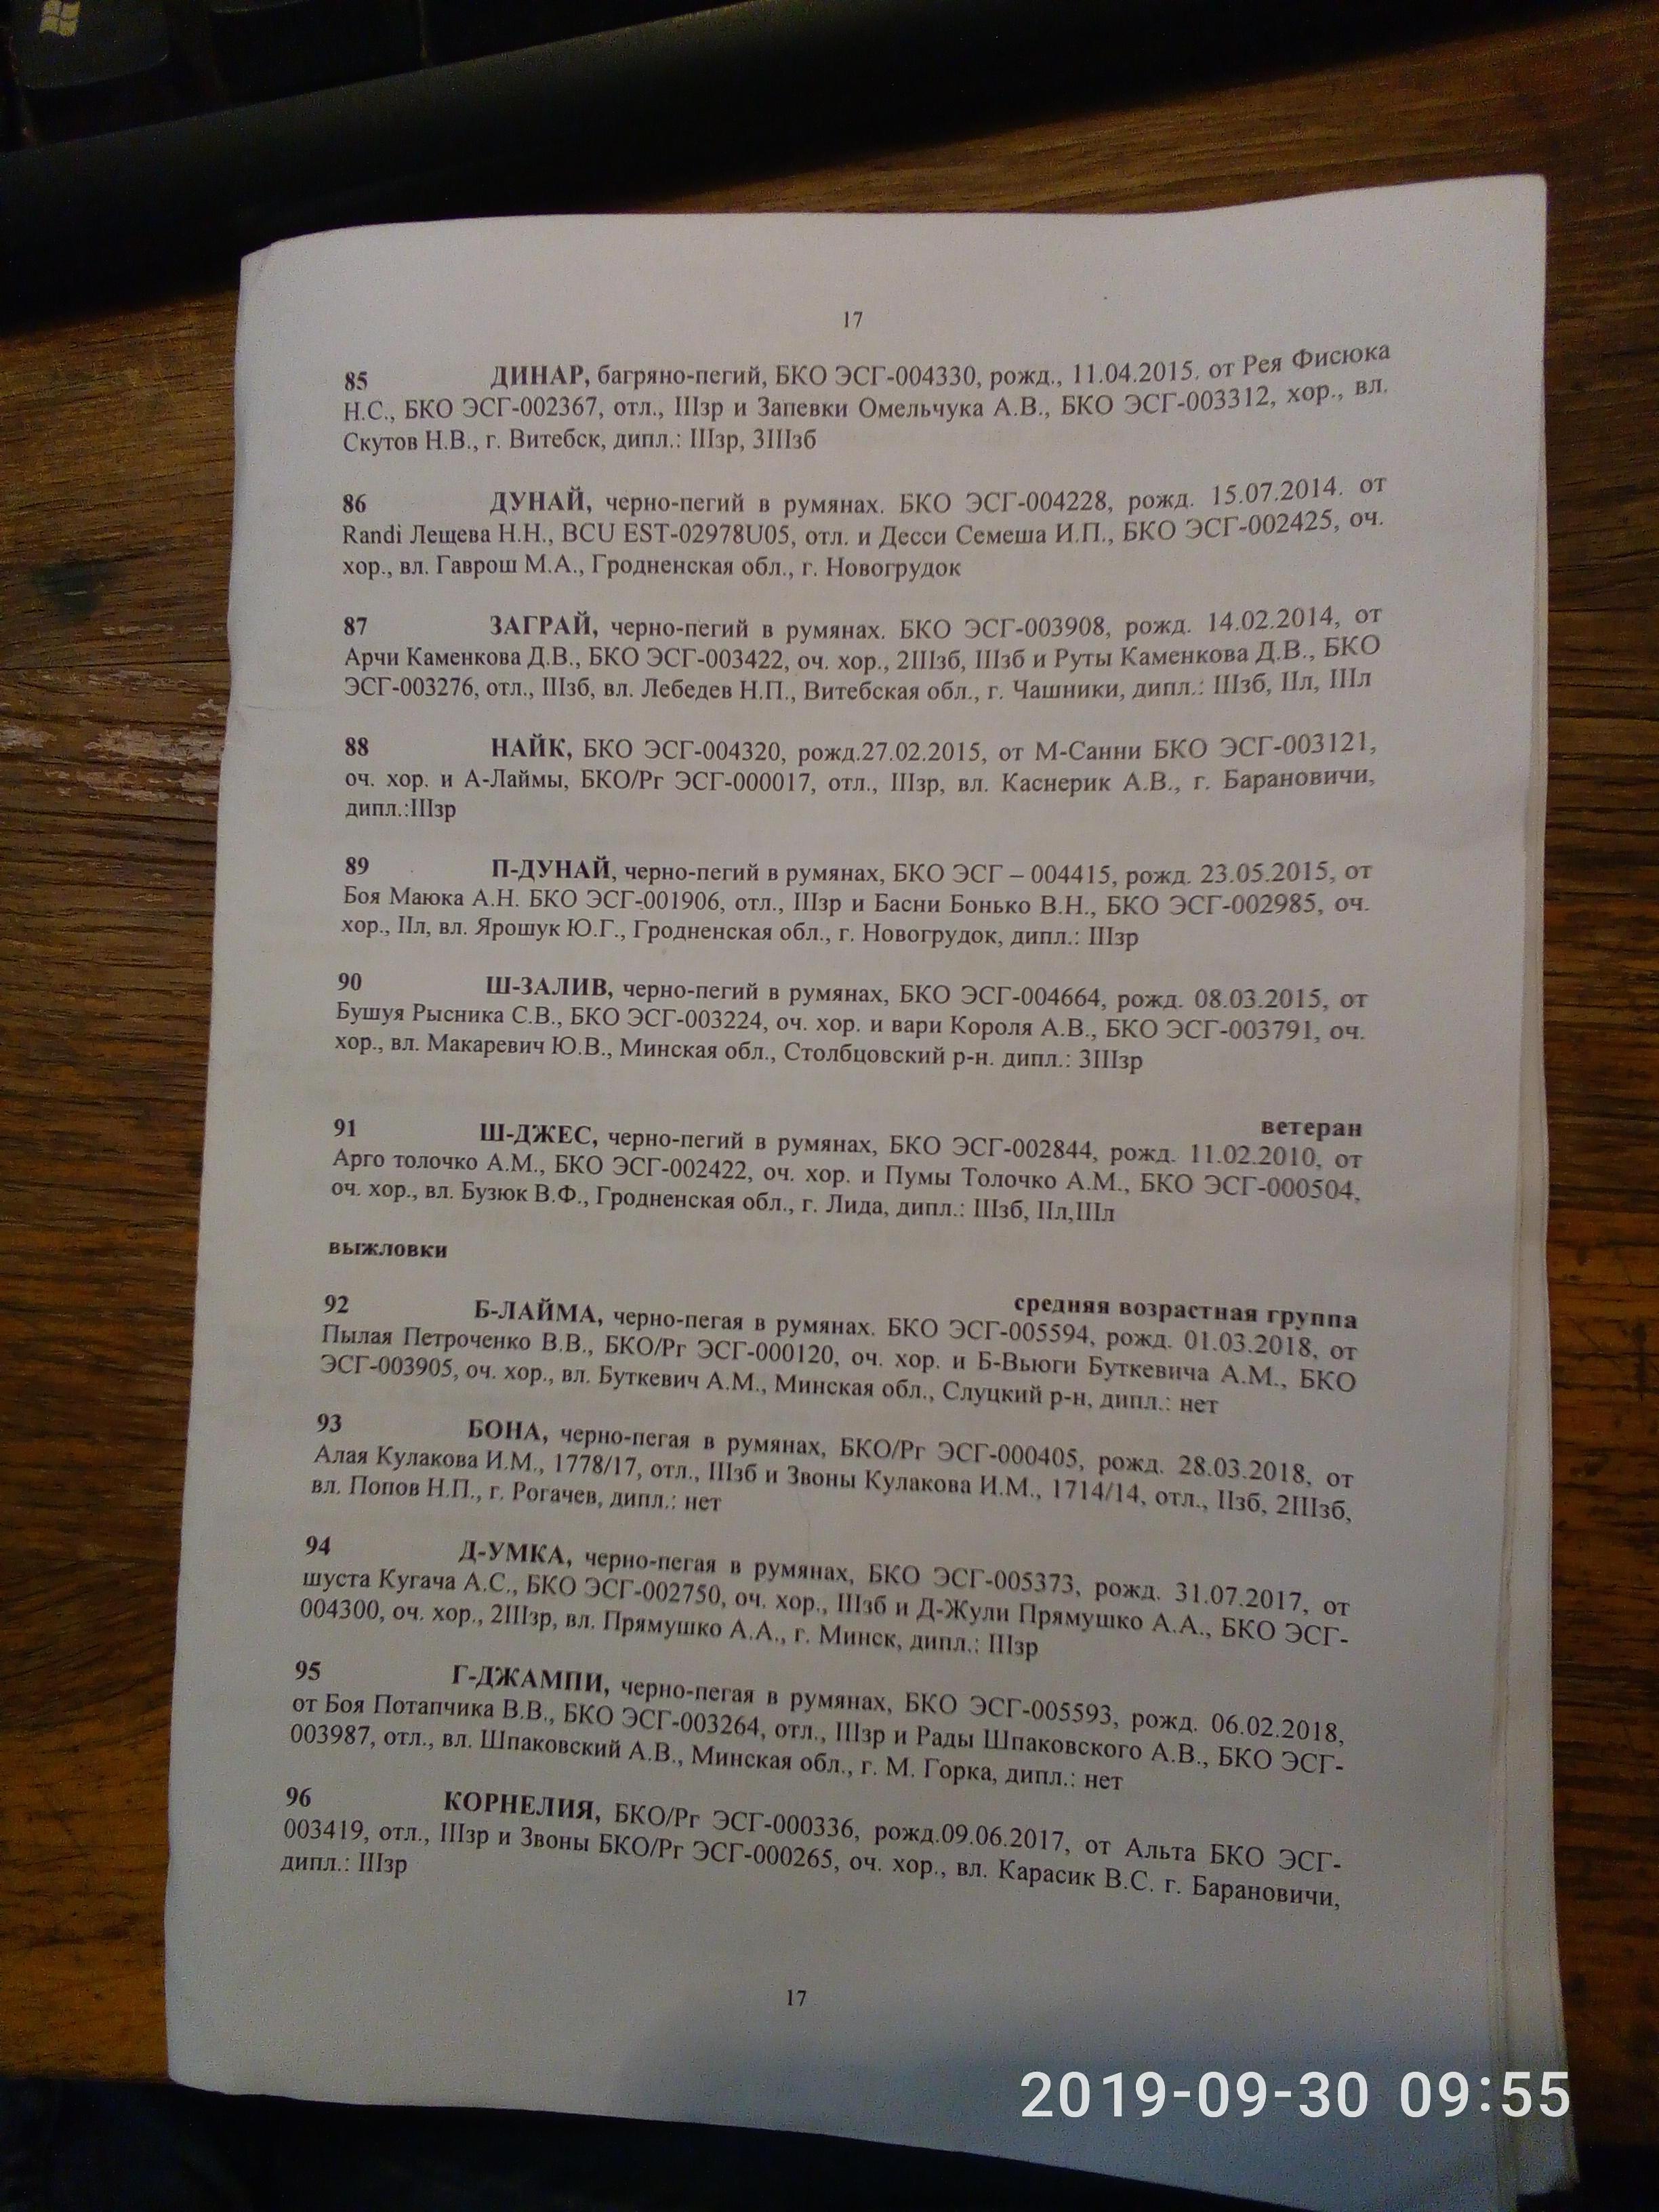 17
85 ДИНАР, багряно-пегий, БКО ЭСГ-004330, рожд., 11.04.2015. от Рея Фисюка
Н.С., БКО ЭСГ-002367, отл., IIIзр и Запевки Омельчука А.В., БКО ЭСГ-003312, хор., вл.
Скутов Н.В., г. Витебск, дипл.: IIIзр, 3IIIзб
86 ДУНАЙ, черно-пегий в румянах. БКО ЭСГ-004228, рожд. 15.07.2014. от
Randi Лещева Н.Н., BCU EST-02978U05, отл. и Десси Семеша И.П., БКО ЭСГ-002425, оч.
хор., вл. Гаврош М.А., Гродненская обл., г. Новогрудок
87 ЗАГРАЙ, черно-пегий в румянах. БКО ЭСГ-003908, рожд. 14.02.2014, от
Арчи Каменкова Д.В., БКО ЭСГ-003422, оч. хор., 2IIIзб, IIIзб и Руты Каменкова Д.В., БКО
ЭСГ-003276, отл., IIIзб, вл. Лебедев Н.П., Витебская обл., г. Чашники, дипл.: IIIзб, IIл, IIIл
88 НАЙК, БКО ЭСГ-004320, рожд.27.02.2015, от М-Санни БКО ЭСГ-003121,
оч. хор. и А-Лаймы, БКО/Рг ЭСГ-000017, отл., IIIзр, вл. Каснерик А.В., г. Барановичи,
дипл.:IIIзр
89 П-ДУНАЙ, черно-пегий в румянах, БКО ЭСГ – 004415, рожд. 23.05.2015, от
Боя Маюка А.Н. БКО ЭСГ-001906, отл., IIIзр и Басни Бонько В.Н., БКО ЭСГ-002985, оч.
хор., IIл, вл. Ярошук Ю.Г., Гродненская обл., г. Новогрудок, дипл.: IIIзр
90 Ш-ЗАЛИВ, черно-пегий в румянах, БКО ЭСГ-004664, рожд. 08.03.2015, от
Бушуя Рысника С.В., БКО ЭСГ-003224, оч. хор. и вари Короля А.В., БКО ЭСГ-003791, оч.
хор., вл. Макаревич Ю.В., Минская обл., Столбцовский р-н. дипл.: 3IIIзр
ветеран
91 Ш-ДЖЕС, черно-пегий в румянах, БКО ЭСГ-002844, рожд. 11.02.2010, от
Арго толочко А.М., БКО ЭСГ-002422, оч. хор. и Пумы Толочко А.М., БКО ЭСГ-000504,
оч. хор., вл. Бузюк В.Ф., Гродненская обл., г. Лида, дипл.: IIIзб, IIл,IIIл
выжловки
средняя возрастная группа
92 Б-ЛАЙМА, черно-пегая в румянах. БКО ЭСГ-005594, рожд. 01.03.2018, от
Пылая Петроченко В.В., БКО/Рг ЭСГ-000120, оч. хор. и Б-Вьюги Буткевича А.М., БКО
ЭСГ-003905, оч. хор., вл. Буткевич А.М., Минская обл., Слуцкий р-н, дипл.: нет
93 БОНА, черно-пегая в румянах, БКО/Рг ЭСГ-000405, рожд. 28.03.2018, от
Алая Кулакова И.М., 1778/17, отл., IIIзб и Звоны Кулакова И.М., 1714/14, отл., IIзб, 2IIIзб,
вл. Попов Н.П., г. Рогачев, дипл.: нет
94 Д-УМКА, черно-пегая в румянах, БКО ЭСГ-005373, рожд. 31.07.2017, от
шуста Кугача А.С., БКО ЭСГ-002750, оч. хор., IIIзб и Д-Жули Прямушко А.А., БКО ЭСГ-
004300, оч. хор., 2IIIзр, вл. Прямушко А.А., г. Минск, дипл.: IIIзр
95 Г-ДЖАМПИ, черно-пегая в румянах, БКО ЭСГ-005593, рожд. 06.02.2018,
от Боя Потапчика В.В., БКО ЭСГ-003264, отл., IIIзр и Рады Шпаковского А.В., БКО ЭСГ-
003987, отл., вл. Шпаковский А.В., Минская обл., г. М. Горка, дипл.: нет
96 КОРНЕЛИЯ, БКО/Рг ЭСГ-000336, рожд.09.06.2017, от Альта БКО ЭСГ-
003419, отл., IIIзр и Звоны БКО/Рг ЭСГ-000265, оч. хор., вл. Карасик В.С. г. Барановичи,
дипл.: IIIзр
17
2019-09-30 09:55